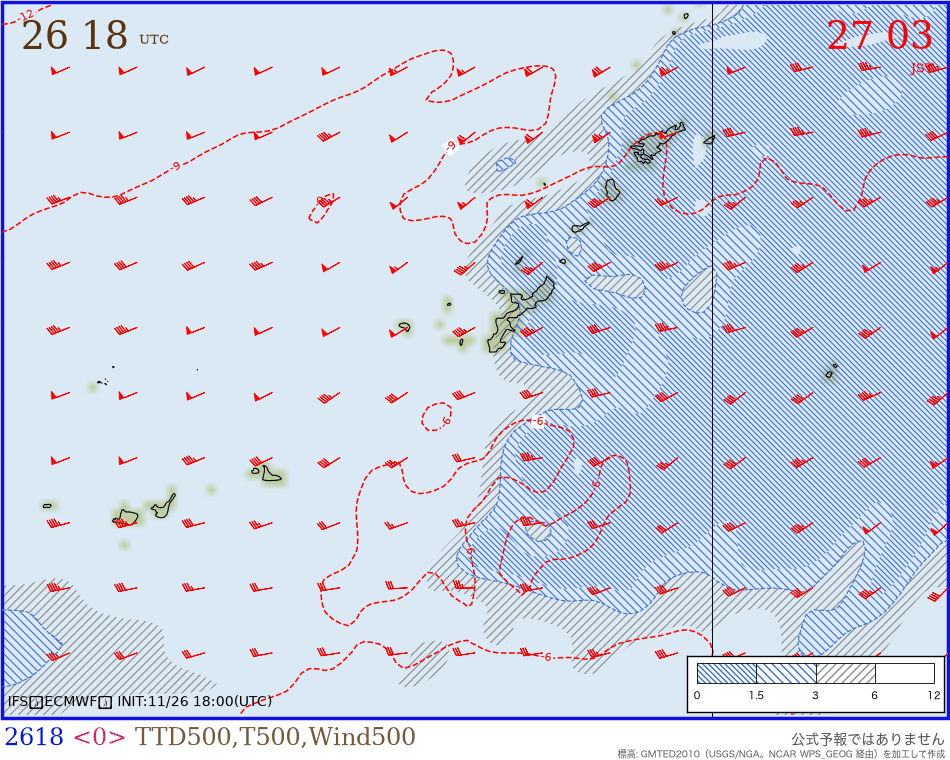 -12
26 18 UTC
27 03
JST
-9
-9
-6
-6
-6
-9
-6
IFS□ECMWF□ INIT:11/26 18:00(UTC)
0 1.5 3 6 12
2618 <0> TTD500,T500,Wind500
公式予報ではありません
標高: GMTED2010（USGS/NGA。NCAR WPS_GEOG 経由）を加工して作成